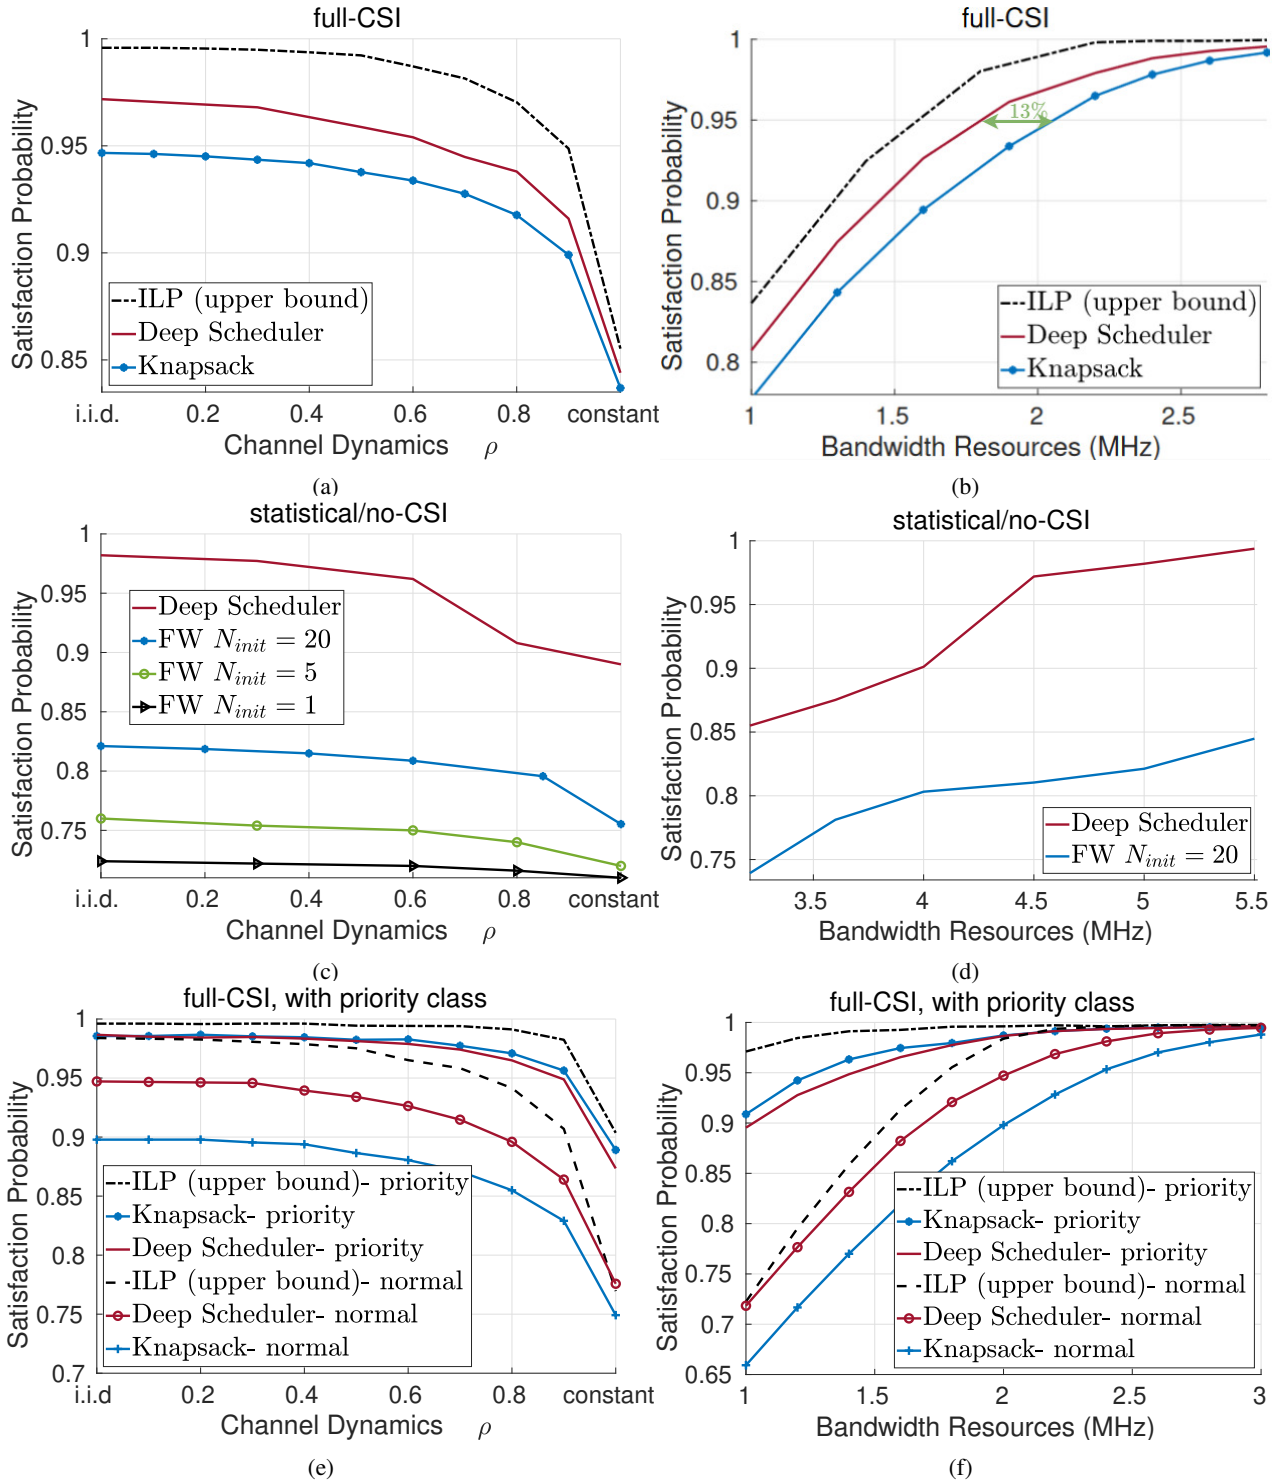 full-CSI
Satisfaction Probability
1
0.95
0.9
0.85
ILP (upper bound)
Deep Scheduler
Knapsack
i.i.d. 0.2 0.4 0.6 0.8 constant
Channel Dynamics ρ
(a)
full-CSI
Satisfaction Probability
1
0.95
0.9
0.85
0.8
13%
ILP (upper bound)
Deep Scheduler
Knapsack
1 1.5 2 2.5
Bandwidth Resources (MHz)
(b)
statistical/no-CSI
Satisfaction Probability
1
0.95
0.9
0.85
0.8
0.75
Deep Scheduler
FW N_init = 20
FW N_init = 5
FW N_init = 1
i.i.d. 0.2 0.4 0.6 0.8 constant
Channel Dynamics ρ
(c)
statistical/no-CSI
Satisfaction Probability
1
0.95
0.9
0.85
0.8
0.75
Deep Scheduler
FW N_init = 20
3.5 4 4.5 5 5.5
Bandwidth Resources (MHz)
(d)
full-CSI, with priority class
Satisfaction Probability
1
0.95
0.9
0.85
0.8
0.75
0.7
ILP (upper bound)- priority
Knapsack- priority
Deep Scheduler- priority
ILP (upper bound)- normal
Deep Scheduler- normal
Knapsack- normal
i.i.d 0.2 0.4 0.6 0.8 constant
Channel Dynamics ρ
(e)
full-CSI, with priority class
Satisfaction Probability
1
0.95
0.9
0.85
0.8
0.75
0.7
0.65
ILP (upper bound)- priority
Knapsack- priority
Deep Scheduler- priority
ILP (upper bound)- normal
Deep Scheduler- normal
Knapsack- normal
1 1.5 2 2.5 3
Bandwidth Resources (MHz)
(f)